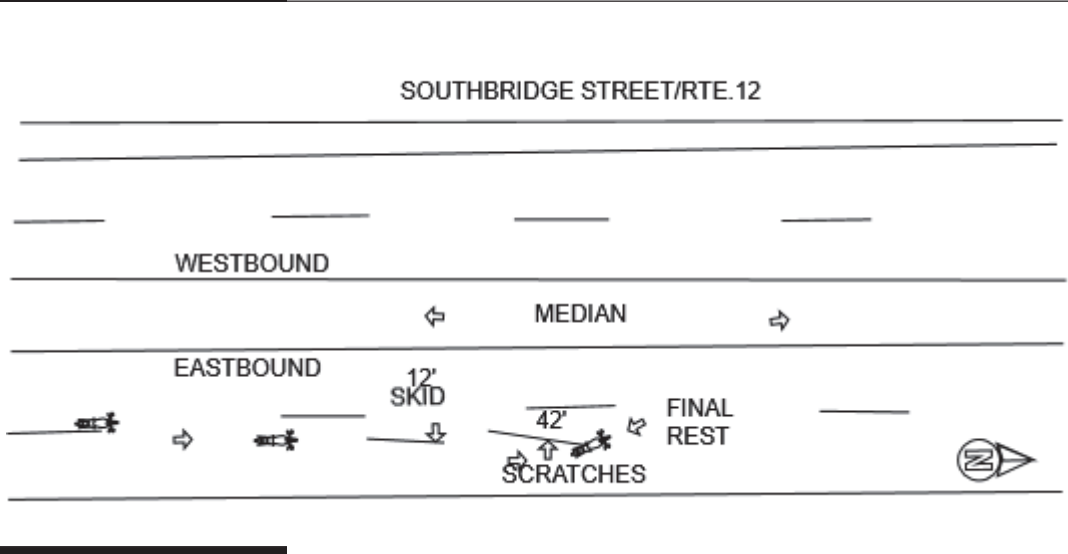 SOUTHBRIDGE STREET/RTE.12
WESTBOUND
MEDIAN
EASTBOUND
12'
SKID
42'
FINAL
REST
SCRATCHES
N